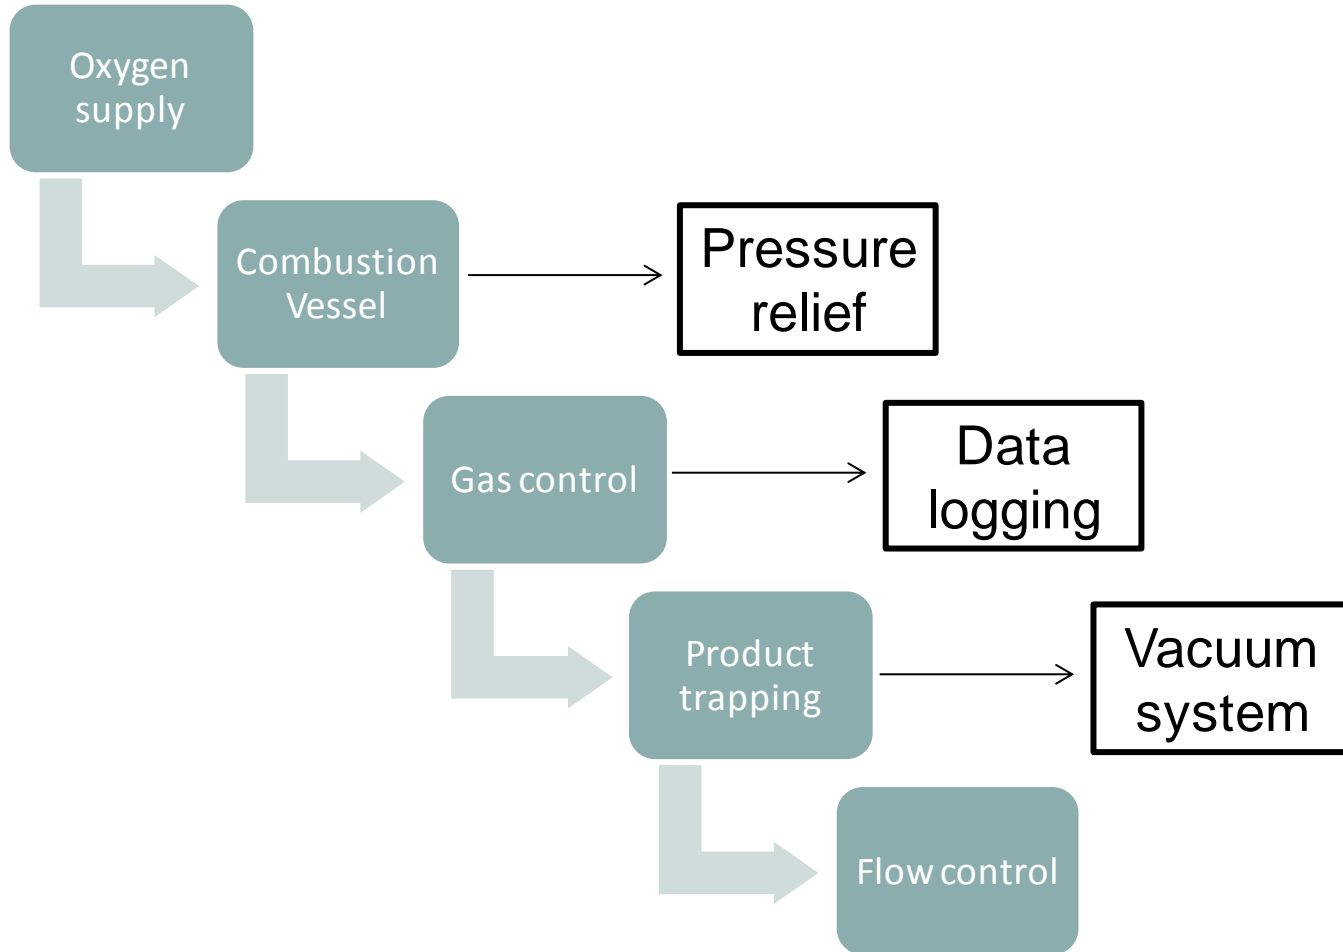 Oxygen
supply
Combustion
Vessel
Pressure
relief
Gas control
Data
logging
Product
trapping
Vacuum
system
Flow control